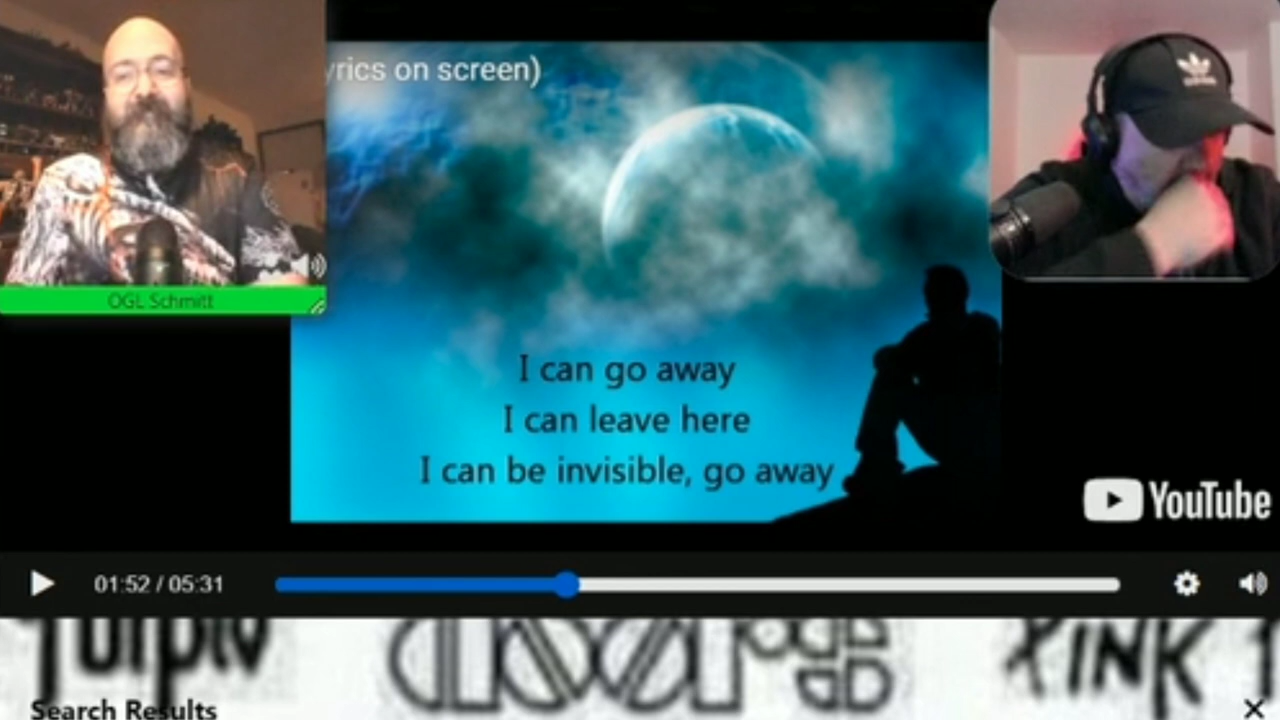 yrics on screen)
OGL Schmitt
adidas
I can go away
I can leave here
I can be invisible, go away
YouTube
01:52 / 05:31
Search Results